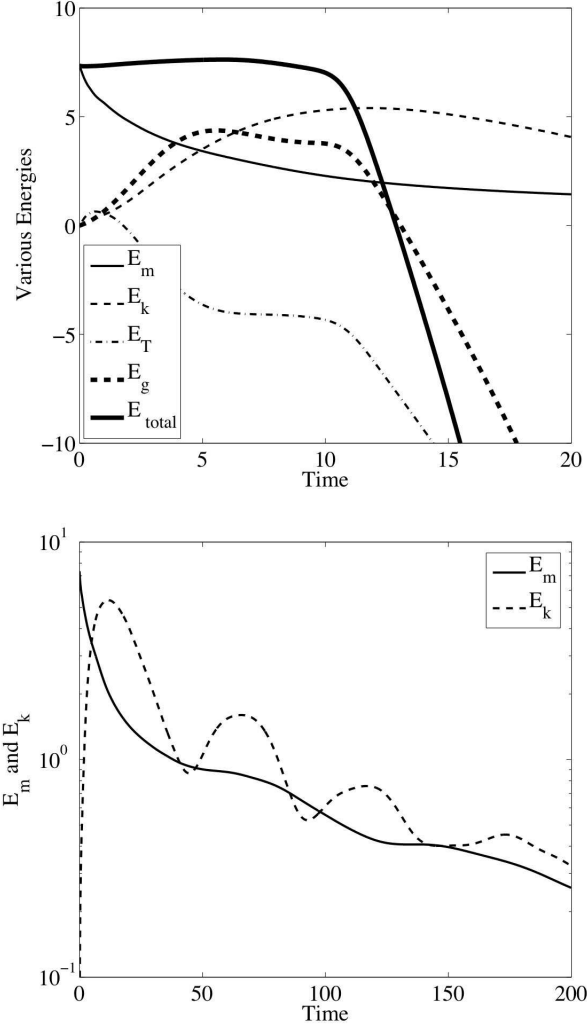 10
5
0
−5
−10
Various Energies
E_m
E_k
E_T
E_g
E_total
0 5 10 15 20
Time
10^1
10^0
10^−1
E_m and E_k
E_m
E_k
0 50 100 150 200
Time